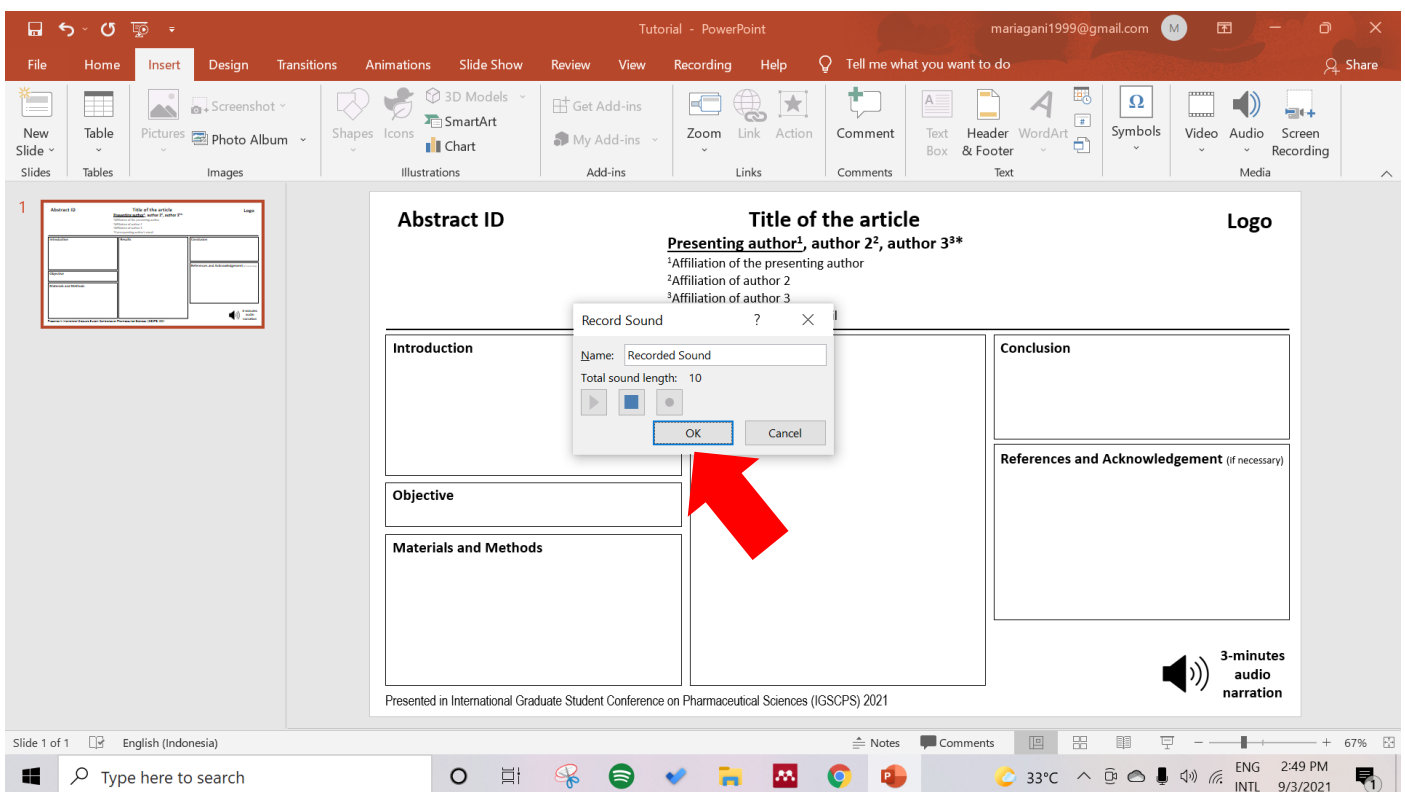 Tutorial - PowerPoint
mariagani1999@gmail.com
M
File Home Insert Design Transitions Animations Slide Show Review View Recording Help Tell me what you want to do Share
New Slide
Slides
Table
Tables
Pictures
Screenshot
Photo Album
Images
Shapes
Icons
3D Models
SmartArt
Chart
Illustrations
Get Add-ins
My Add-ins
Add-ins
Zoom
Link
Action
Links
Comment
Comments
Text Box
Header & Footer
WordArt
Text
Ω
Symbols
Video
Audio
Screen Recording
Media
1
Abstract ID
Title of the article
Logo
Presenting author¹, author 2², author 3³*
¹Affiliation of the presenting author
²Affiliation of author 2
³Affiliation of author 3
Record Sound ?
Name: Recorded Sound
Total sound length: 10
OK
Cancel
Introduction
Objective
Materials and Methods
Conclusion
References and Acknowledgement (If necessary)
3-minutes
audio
narration
Presented in International Graduate Student Conference on Pharmaceutical Sciences (IGSCPS) 2021
Slide 1 of 1
English (Indonesia)
Notes
Comments
67%
Type here to search
33°C
ENG
INTL
2:49 PM
9/3/2021
1